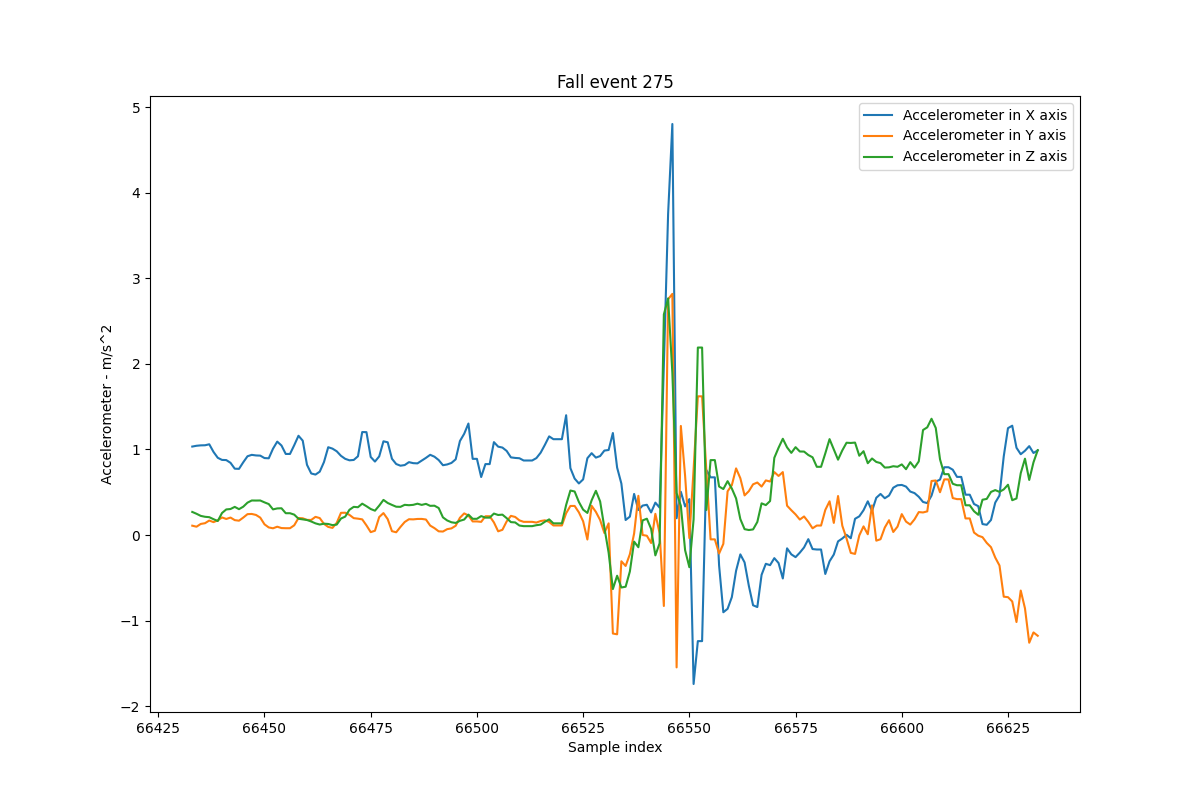 Fall event 275
Accelerometer in X axis
Accelerometer in Y axis
Accelerometer in Z axis
Accelerometer - m/s^2
5
4
3
2
1
0
−1
−2
66425 66450 66475 66500 66525 66550 66575 66600 66625
Sample index